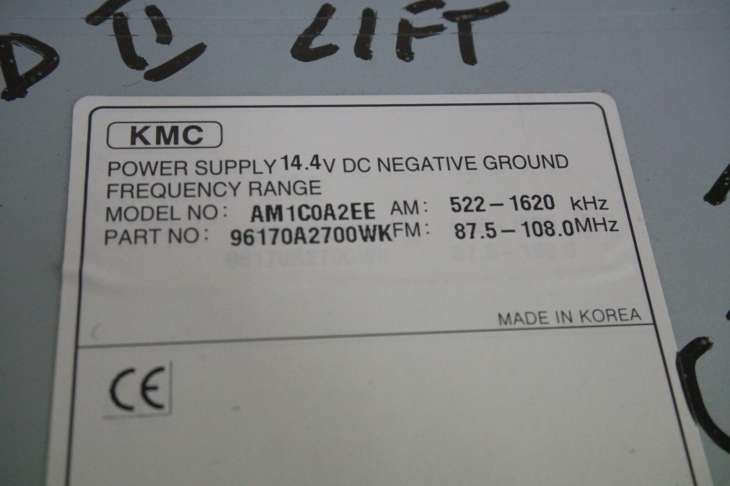 LIFT
KMC
POWER SUPPLY 14.4V DC NEGATIVE GROUND
FREQUENCY RANGE
MODEL NO: AM1C0A2EE AM: 522-1620 kHz
PART NO: 96170A2700WK FM: 87.5-108.0MHz
MADE IN KOREA
CE